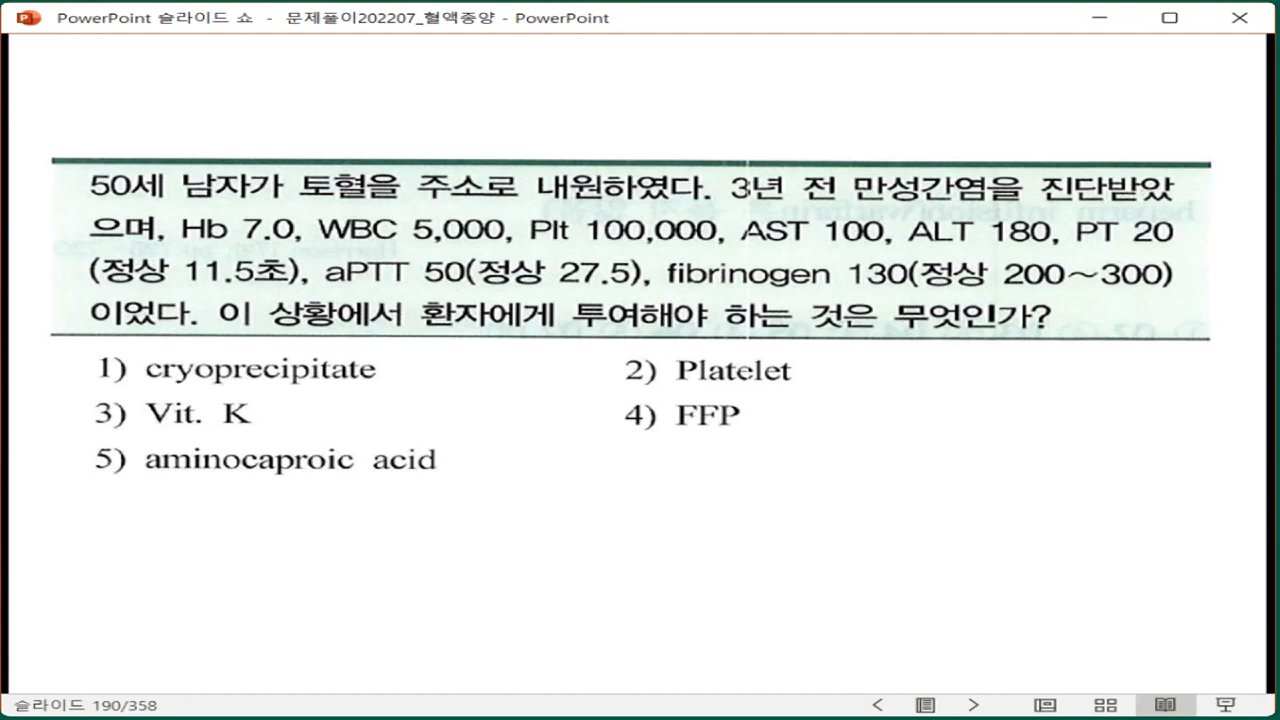 PowerPoint 슬라이드 쇼 - 문제풀이202207_혈액종양 - PowerPoint
50세 남자가 토혈을 주소로 내원하였다. 3년 전 만성간염을 진단받았
으며, Hb 7.0, WBC 5,000, Plt 100,000, AST 100, ALT 180, PT 20
(정상 11.5초), aPTT 50(정상 27.5), fibrinogen 130(정상 200～300)
이었다. 이 상황에서 환자에게 투여해야 하는 것은 무엇인가?
1) cryoprecipitate
2) Platelet
3) Vit. K
4) FFP
5) aminocaproic acid
슬라이드 190/358